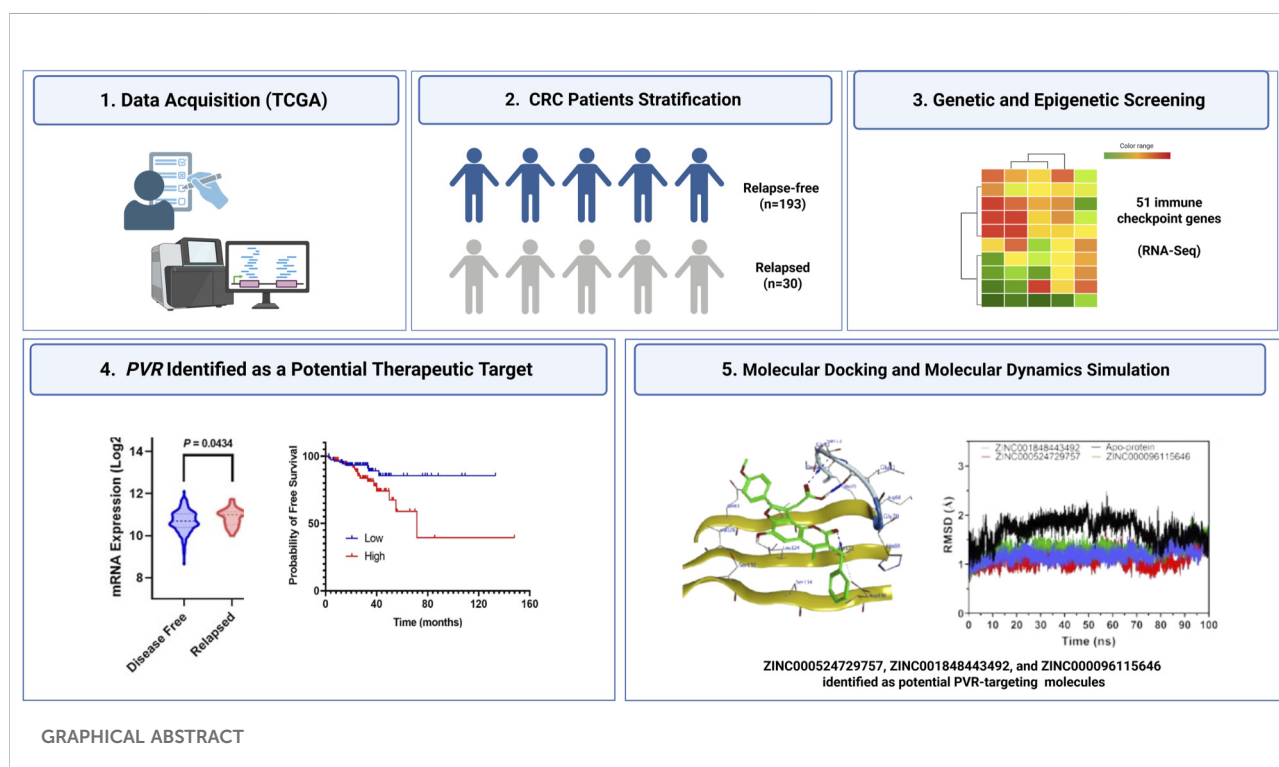 1. Data Acquisition (TCGA)
2. CRC Patients Stratification
Relapse-free
(n=193)
Relapsed
(n=30)
3. Genetic and Epigenetic Screening
Color range
51 immune
checkpoint genes
(RNA-Seq)
4. PVR Identified as a Potential Therapeutic Target
mRNA Expression (Log2
14
12
10
8
P = 0.0434
Disease Free
Relapsed
Probability of Free Survival
100
50
0
Low
High
0
40
80
120
160
Time (months)
5. Molecular Docking and Molecular Dynamics Simulation
ZINC001848443492
Apo-protein
ZINC000524729757
ZINC000096115646
RMSD (Å)
3
2
1
0
0 10 20 30 40 50 60 70 80 90 100
Time (ns)
ZINC000524729757, ZINC001848443492, and ZINC000096115646
identified as potential PVR-targeting molecules
GRAPHICAL ABSTRACT